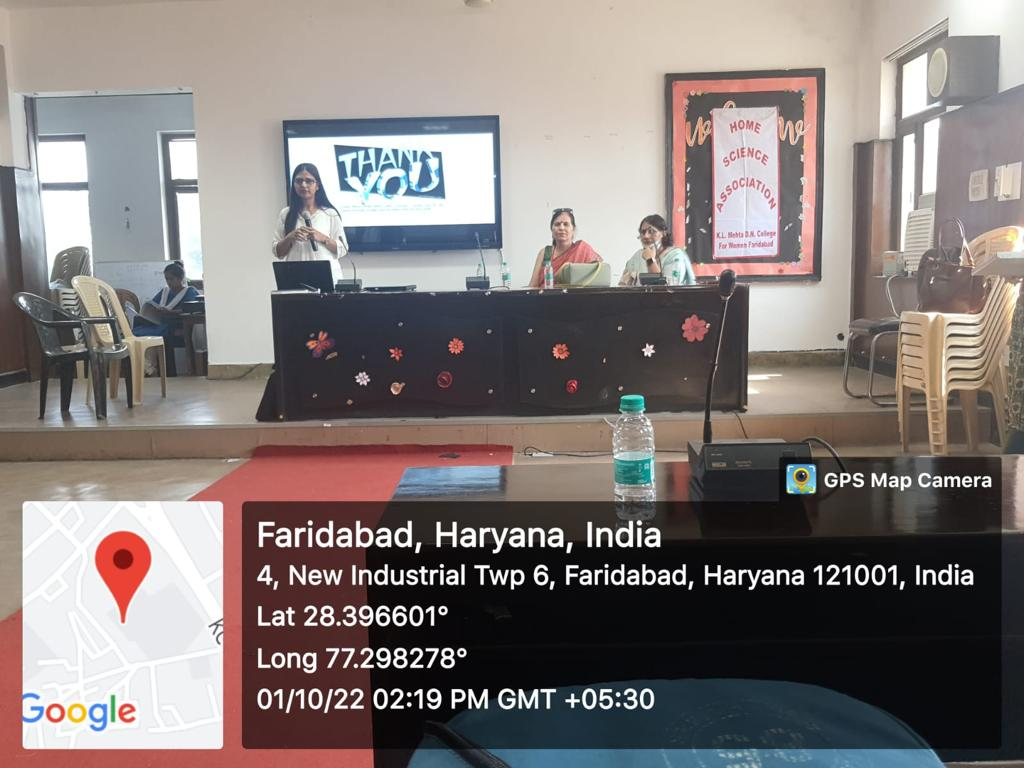 THANK
YOU
HOME
SCIENCE
ASSOCIATION
K.L. Mehta D.N. College
For Women Faridabad
GPS Map Camera
Faridabad, Haryana, India
4, New Industrial Twp 6, Faridabad, Haryana 121001, India
Lat 28.396601°
Long 77.298278°
01/10/22 02:19 PM GMT +05:30
Google